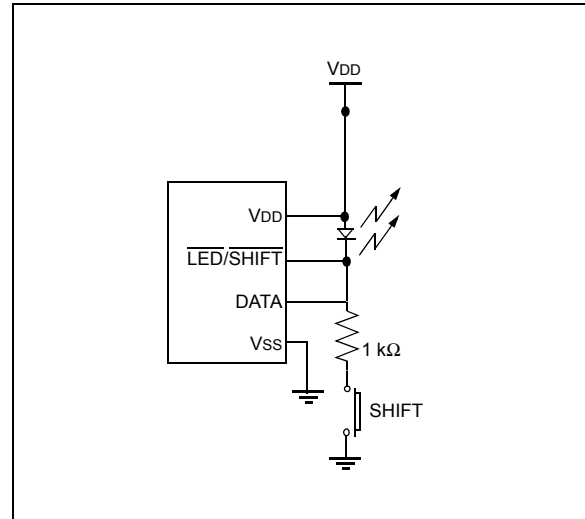 VDD
VDD
LED/SHIFT
DATA
VSS
1 kΩ
SHIFT